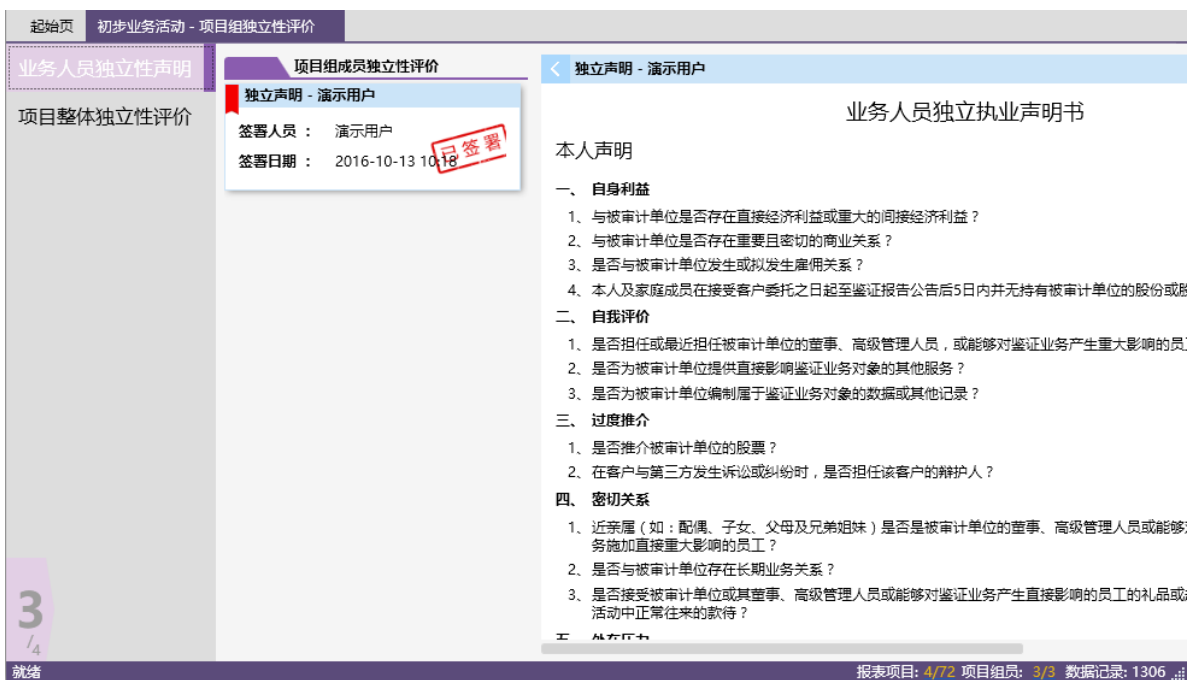 起始页
初步业务活动 - 项目组独立性评价
业务人员独立性声明
项目整体独立性评价
项目组成员独立性评价
独立声明 - 演示用户
签署人员 ： 演示用户
签署日期 ： 2016-10-13 10:18
已签署
独立声明 - 演示用户
业务人员独立执业声明书
本人声明
一、 自身利益
1、与被审计单位是否存在直接经济利益或重大的间接经济利益？
2、与被审计单位是否存在重要且密切的商业关系？
3、是否与被审计单位发生或拟发生雇佣关系？
4、本人及家庭成员在接受客户委托之日起至鉴证报告公告后5日内并无持有被审计单位的股份或
二、 自我评价
1、是否担任或最近担任被审计单位的董事、高级管理人员，或能够对鉴证业务产生重大影响的员
2、是否为被审计单位提供直接影响鉴证业务对象的其他服务？
3、是否为被审计单位编制属于鉴证业务对象的数据或其他记录？
三、 过度推介
1、是否推介被审计单位的股票？
2、在客户与第三方发生诉讼或纠纷时，是否担任该客户的辩护人？
四、 密切关系
1、近亲属（如：配偶、子女、父母及兄弟姐妹）是否是被审计单位的董事、高级管理人员或能够
务施加直接重大影响的员工？
2、是否与被审计单位存在长期业务关系？
3、是否接受被审计单位或其董事、高级管理人员或能够对鉴证业务产生直接影响的员工的礼品或
活动中正常往来的款待？
3
/4
就绪
报表项目: 4/72 项目组员: 3/3 数据记录: 1306